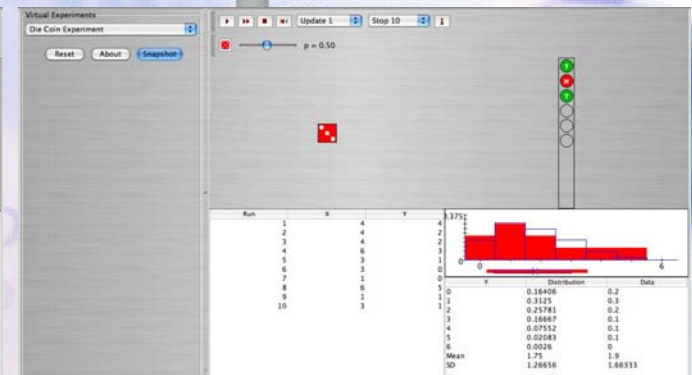 Virtual Experiments
Die Coin Experiment
Reset About Snapshot
Update 1 Stop 10
p = 0.50
T
H
T
Run X Y
1 4 4
2 4 2
3 4 2
4 6 3
5 3 1
6 3 0
7 1 0
8 6 5
9 1 1
10 3 1
.375
0
0 6
Y Distribution Data
0 0.16406 0.2
1 0.3125 0.3
2 0.25781 0.2
3 0.16667 0.1
4 0.07552 0.1
5 0.02083 0.1
6 0.0026 0
Mean 1.75 1.9
SD 1.26656 1.66333